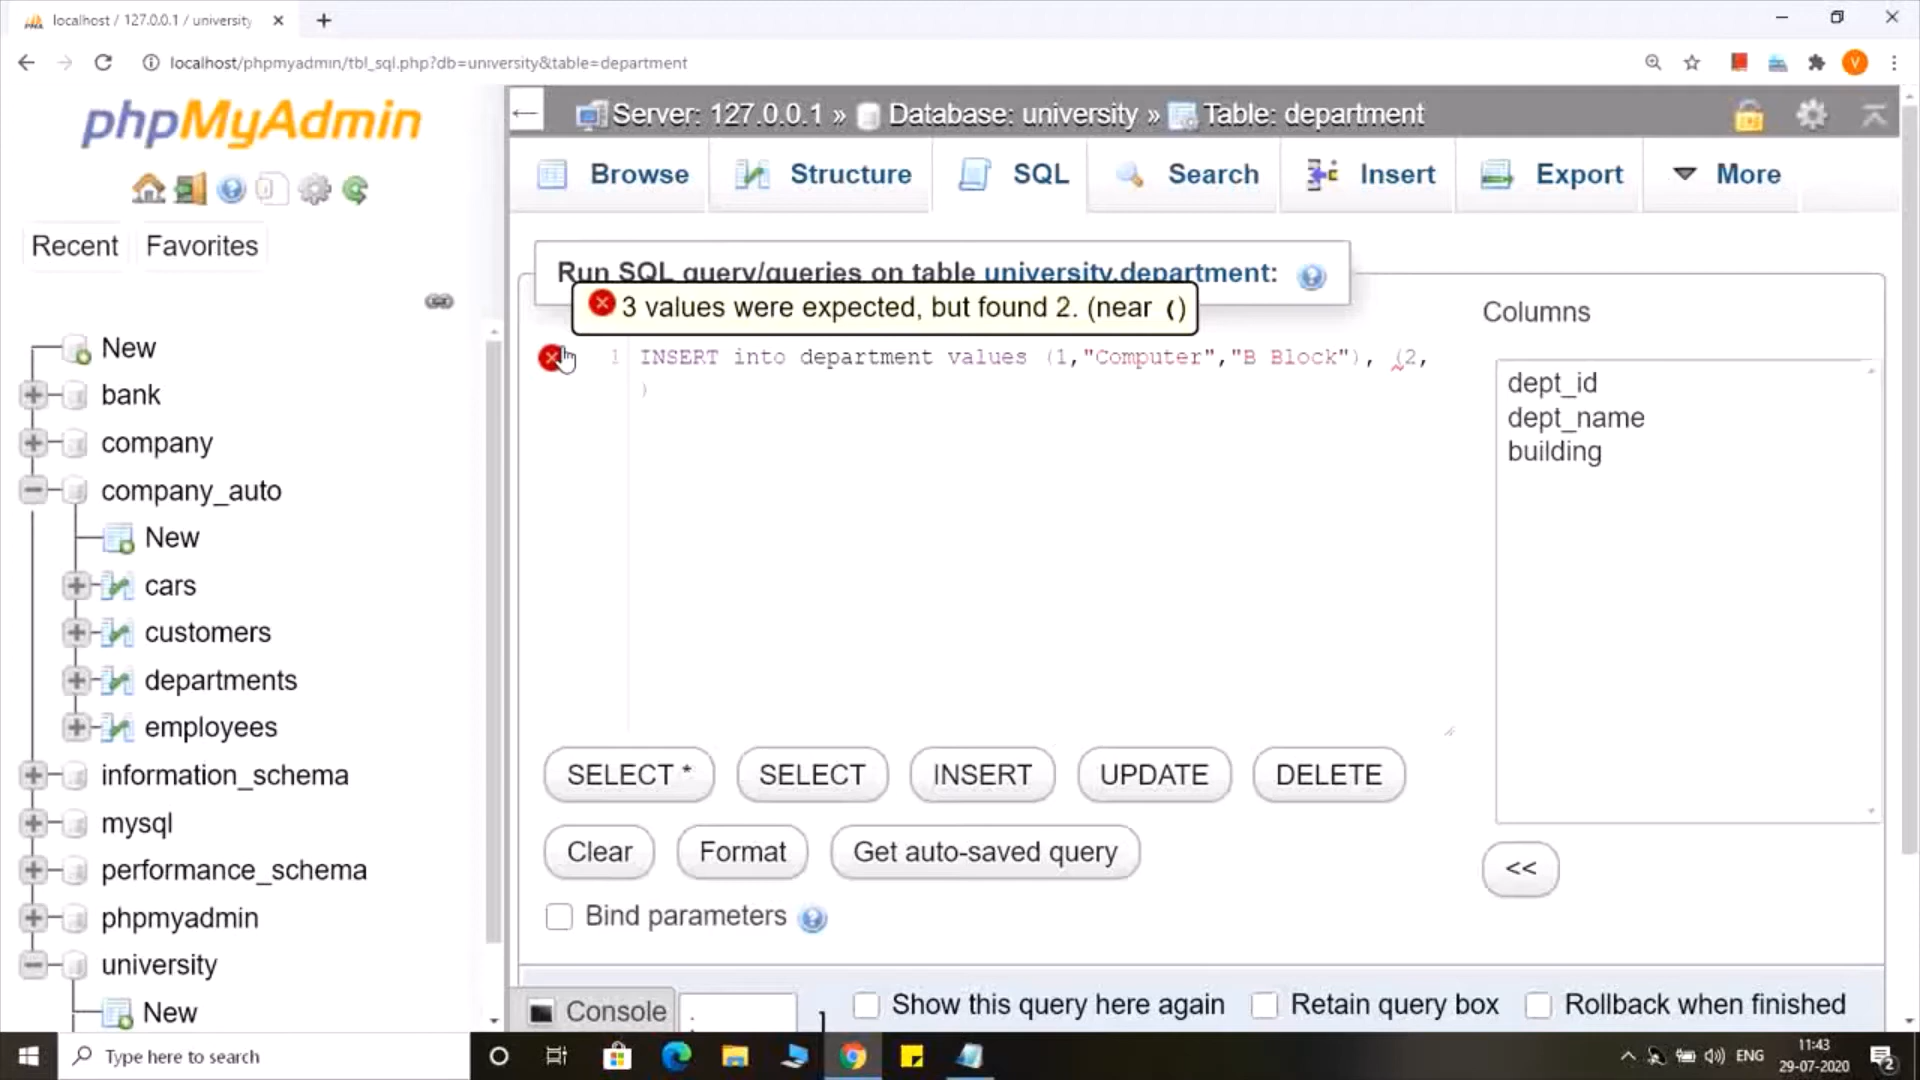 localhost / 127.0.0.1 / university
localhost/phpmyadmin/tbl_sql.php?db=university&table=department
V
phpMyAdmin
Recent Favorites
New
bank
company
company_auto
New
cars
customers
departments
employees
information_schema
mysql
performance_schema
phpmyadmin
university
New
Server: 127.0.0.1 » Database: university » Table: department
Browse Structure SQL Search Insert Export More
Run SQL query/queries on table university.department:
3 values were expected, but found 2. (near ()
1 INSERT into department values (1,"Computer","B Block"), (2,
)
Columns
dept_id
dept_name
building
SELECT * SELECT INSERT UPDATE DELETE
Clear Format Get auto-saved query
<<
Bind parameters
Console ; ] Show this query here again Retain query box Rollback when finished
Type here to search
ENG
11:43
29-07-2020
2